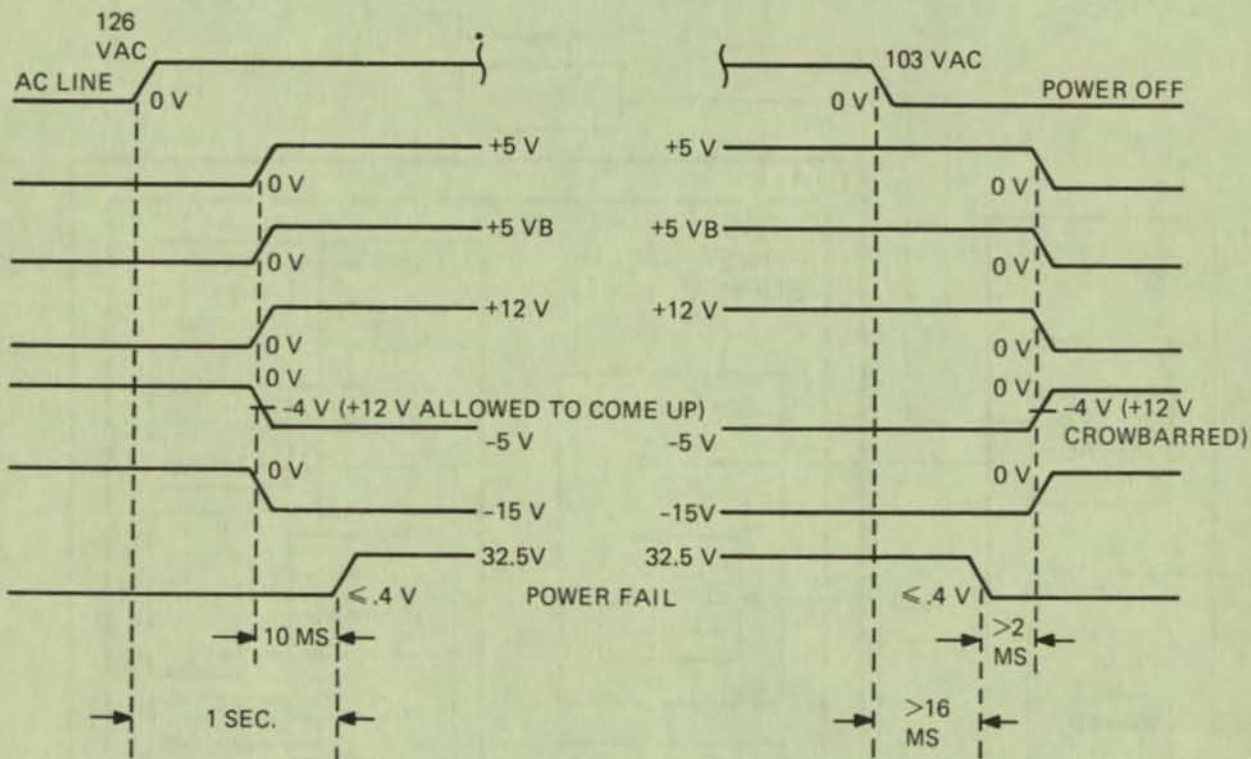 126
VAC
AC LINE
0 V
103 VAC
0 V
POWER OFF
+5 V
0 V
+5 V
0 V
+5 VB
0 V
+5 VB
0 V
+12 V
0 V
+12 V
0 V
0 V
-4 V (+12 V ALLOWED TO COME UP)
-5 V
0 V
-4 V (+12 V
CROWBARRED)
-5 V
0 V
-15 V
0 V
-15V
32.5V
≤ .4 V
POWER FAIL
32.5 V
≤ .4 V
10 MS
>2
MS
1 SEC.
>16
MS